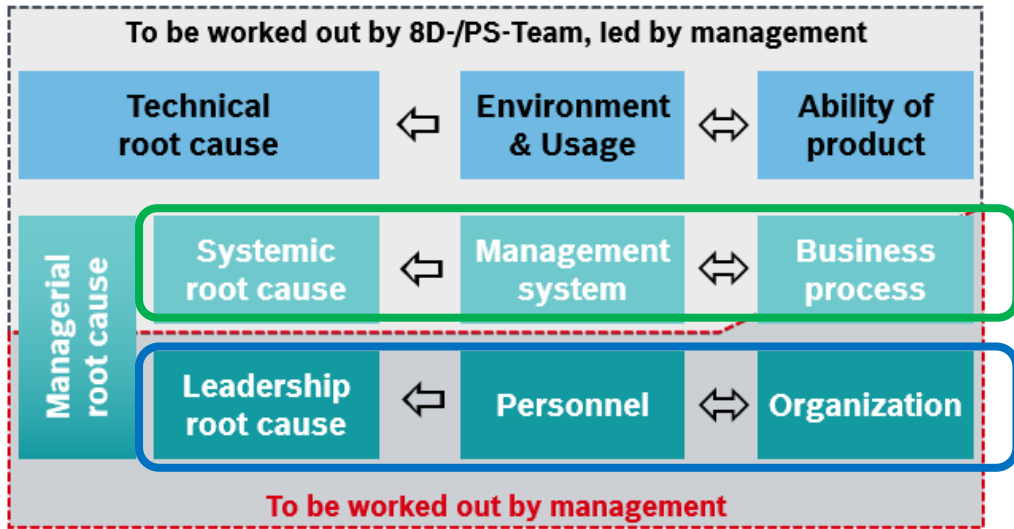 To be worked out by 8D-/PS-Team, led by management
Technical
root cause
Environment
& Usage
Ability of
product
Managerial
root cause
Systemic
root cause
Management
system
Business
process
Leadership
root cause
Personnel
Organization
To be worked out by management